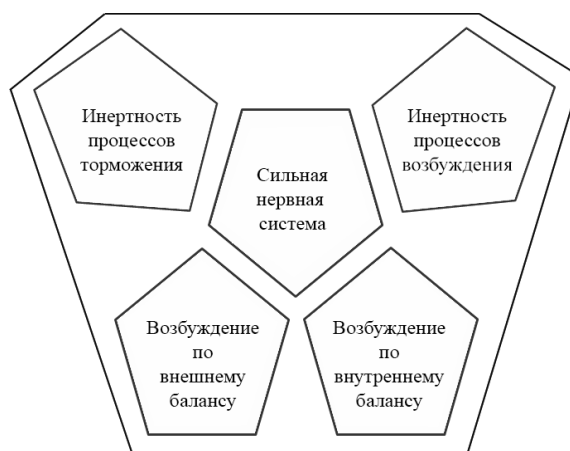 Инертность
процессов
торможения
Инертность
процессов
возбуждения
Сильная
нервная
система
Возбуждение
по
внешнему
балансу
Возбуждение
по
внутреннему
балансу